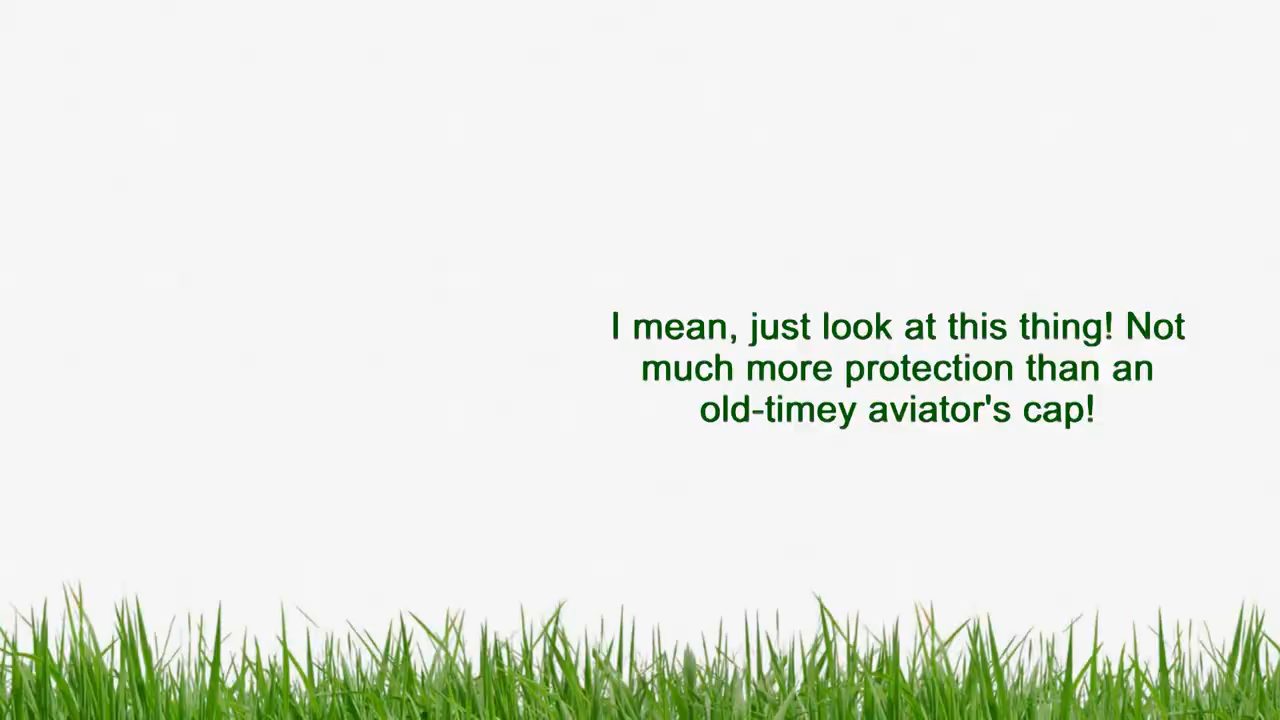 I mean, just look at this thing! Not
much more protection than an
old-timey aviator's cap!